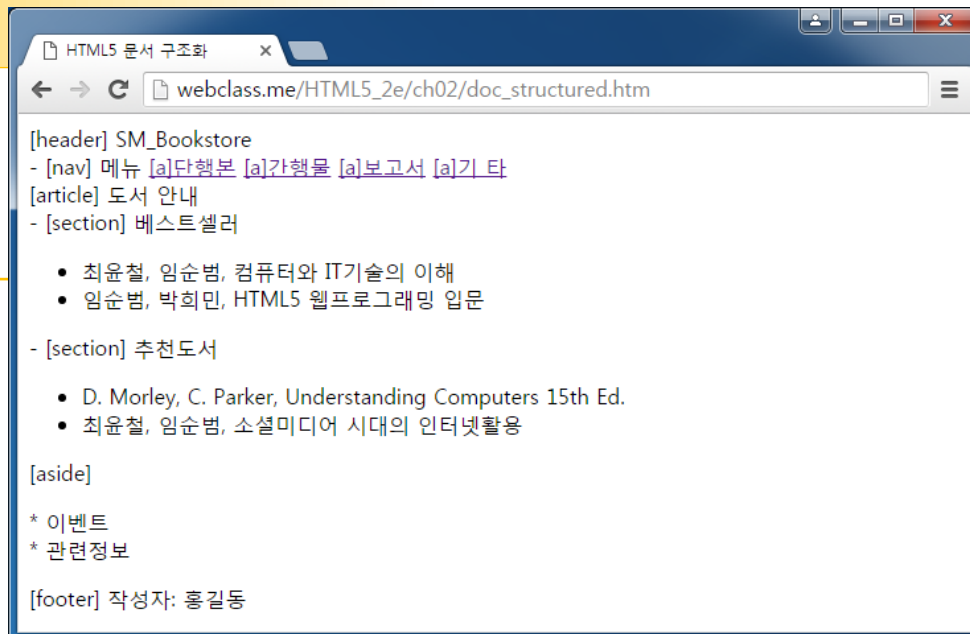 HTML5 문서 구조화
webclass.me/HTML5_2e/ch02/doc_structured.htm
[header] SM_Bookstore
- [nav] 메뉴 [a]단행본 [a]간행물 [a]보고서 [a]기 타
[article] 도서 안내
- [section] 베스트셀러
• 최윤철, 임순범, 컴퓨터와 IT기술의 이해
• 임순범, 박희민, HTML5 웹프로그래밍 입문
- [section] 추천도서
• D. Morley, C. Parker, Understanding Computers 15th Ed.
• 최윤철, 임순범, 소셜미디어 시대의 인터넷활용
[aside]
* 이벤트
* 관련정보
[footer] 작성자: 홍길동